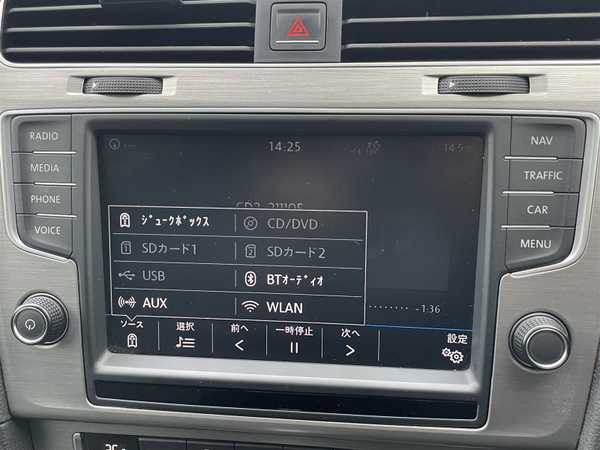 RADIO
MEDIA
PHONE
VOICE
NAV
TRAFFIC
CAR
MENU
14:25
14.5
ｼﾞｭｰｸﾎﾞｯｸｽ
CD/DVD
SDカード1
SDカード2
USB
BTｵｰﾃﾞｨｵ
AUX
WLAN
-1:36
ソース
選択
前へ
一時停止
次へ
設定